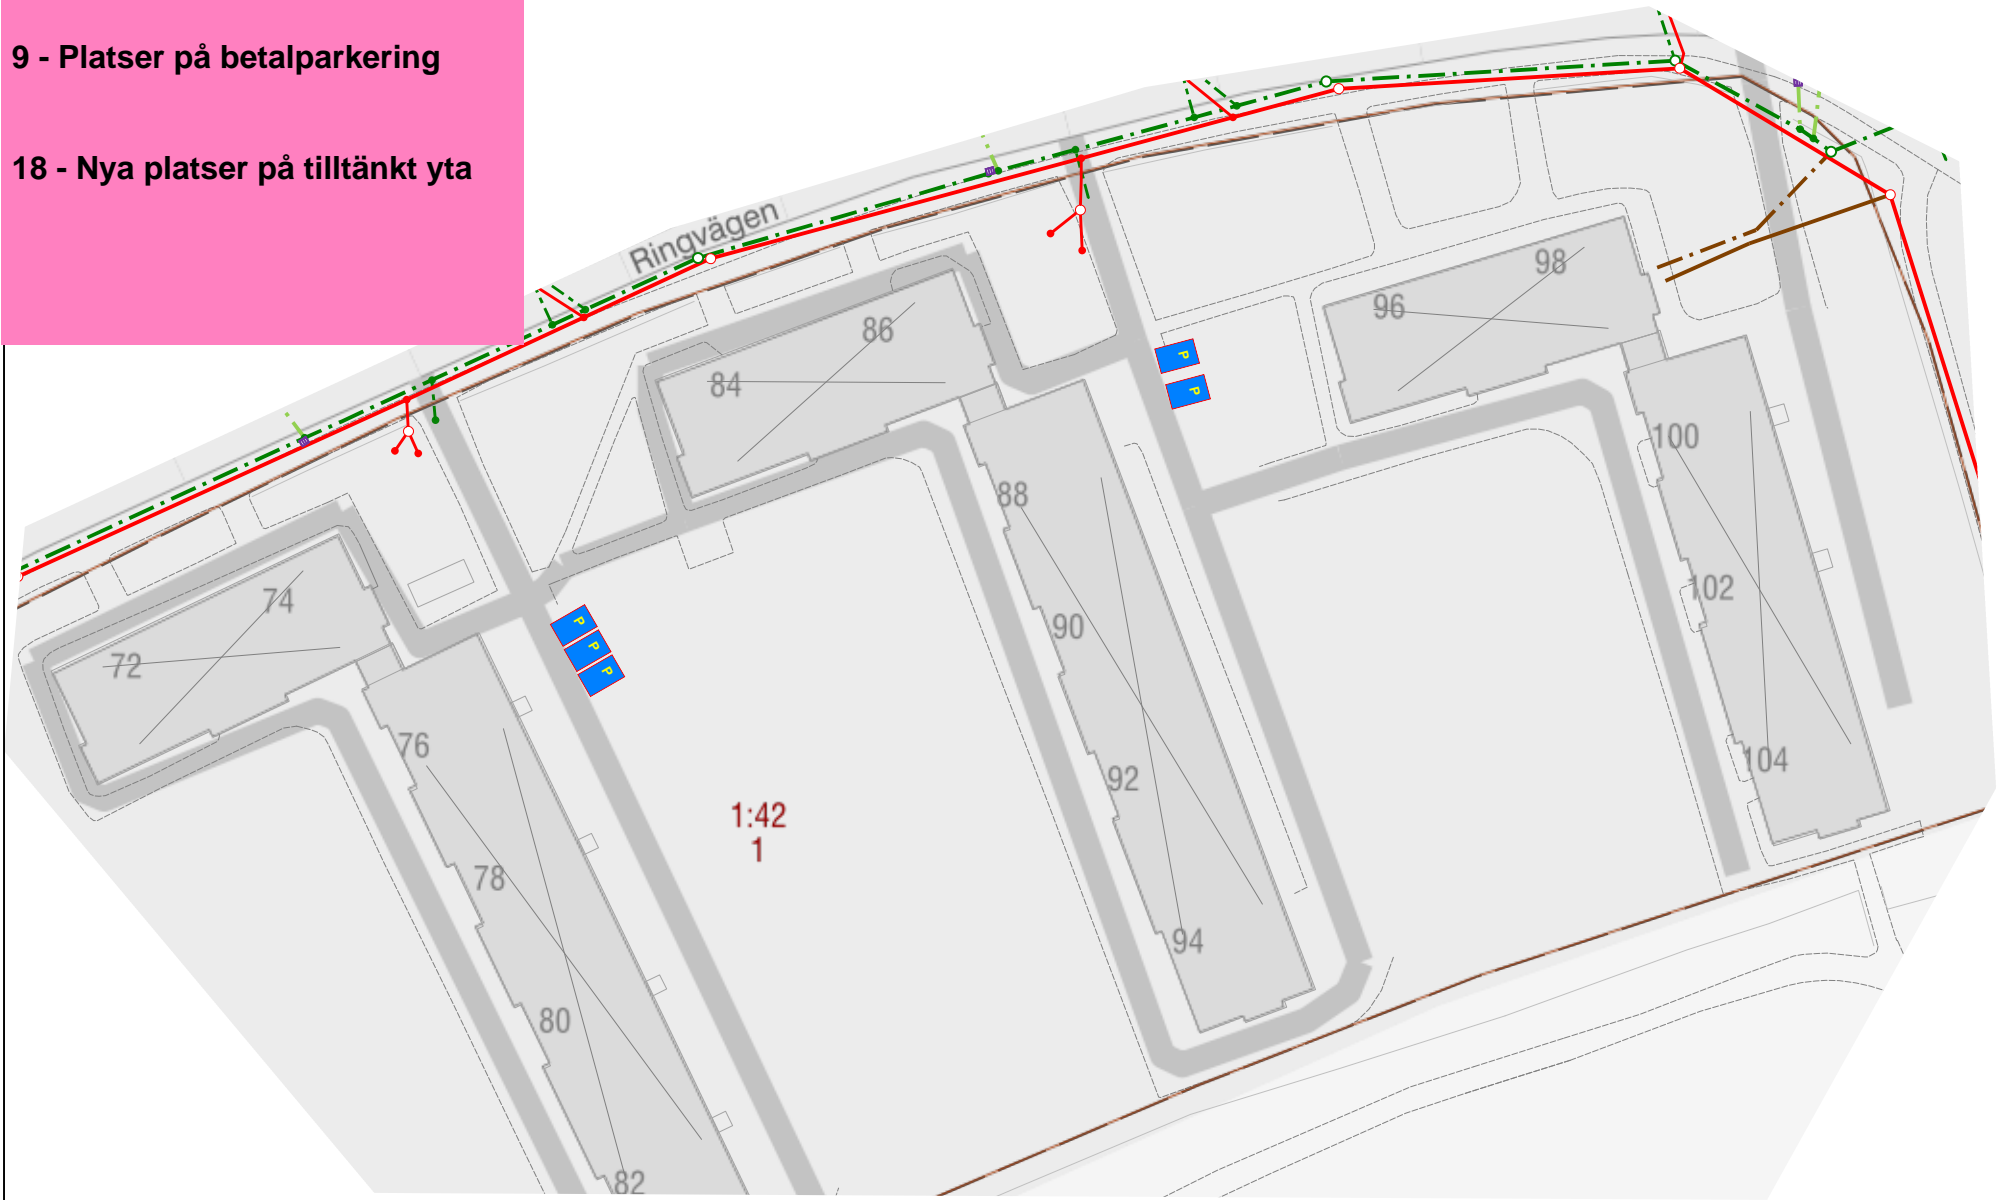 9 - Platser på betalparkering
18 - Nya platser på tilltänkt yta
Ringvägen
98
96
86
84
P
P
100
88
102
74
90
P
P
P
72
76
104
92
1:42
1
78
94
80
82